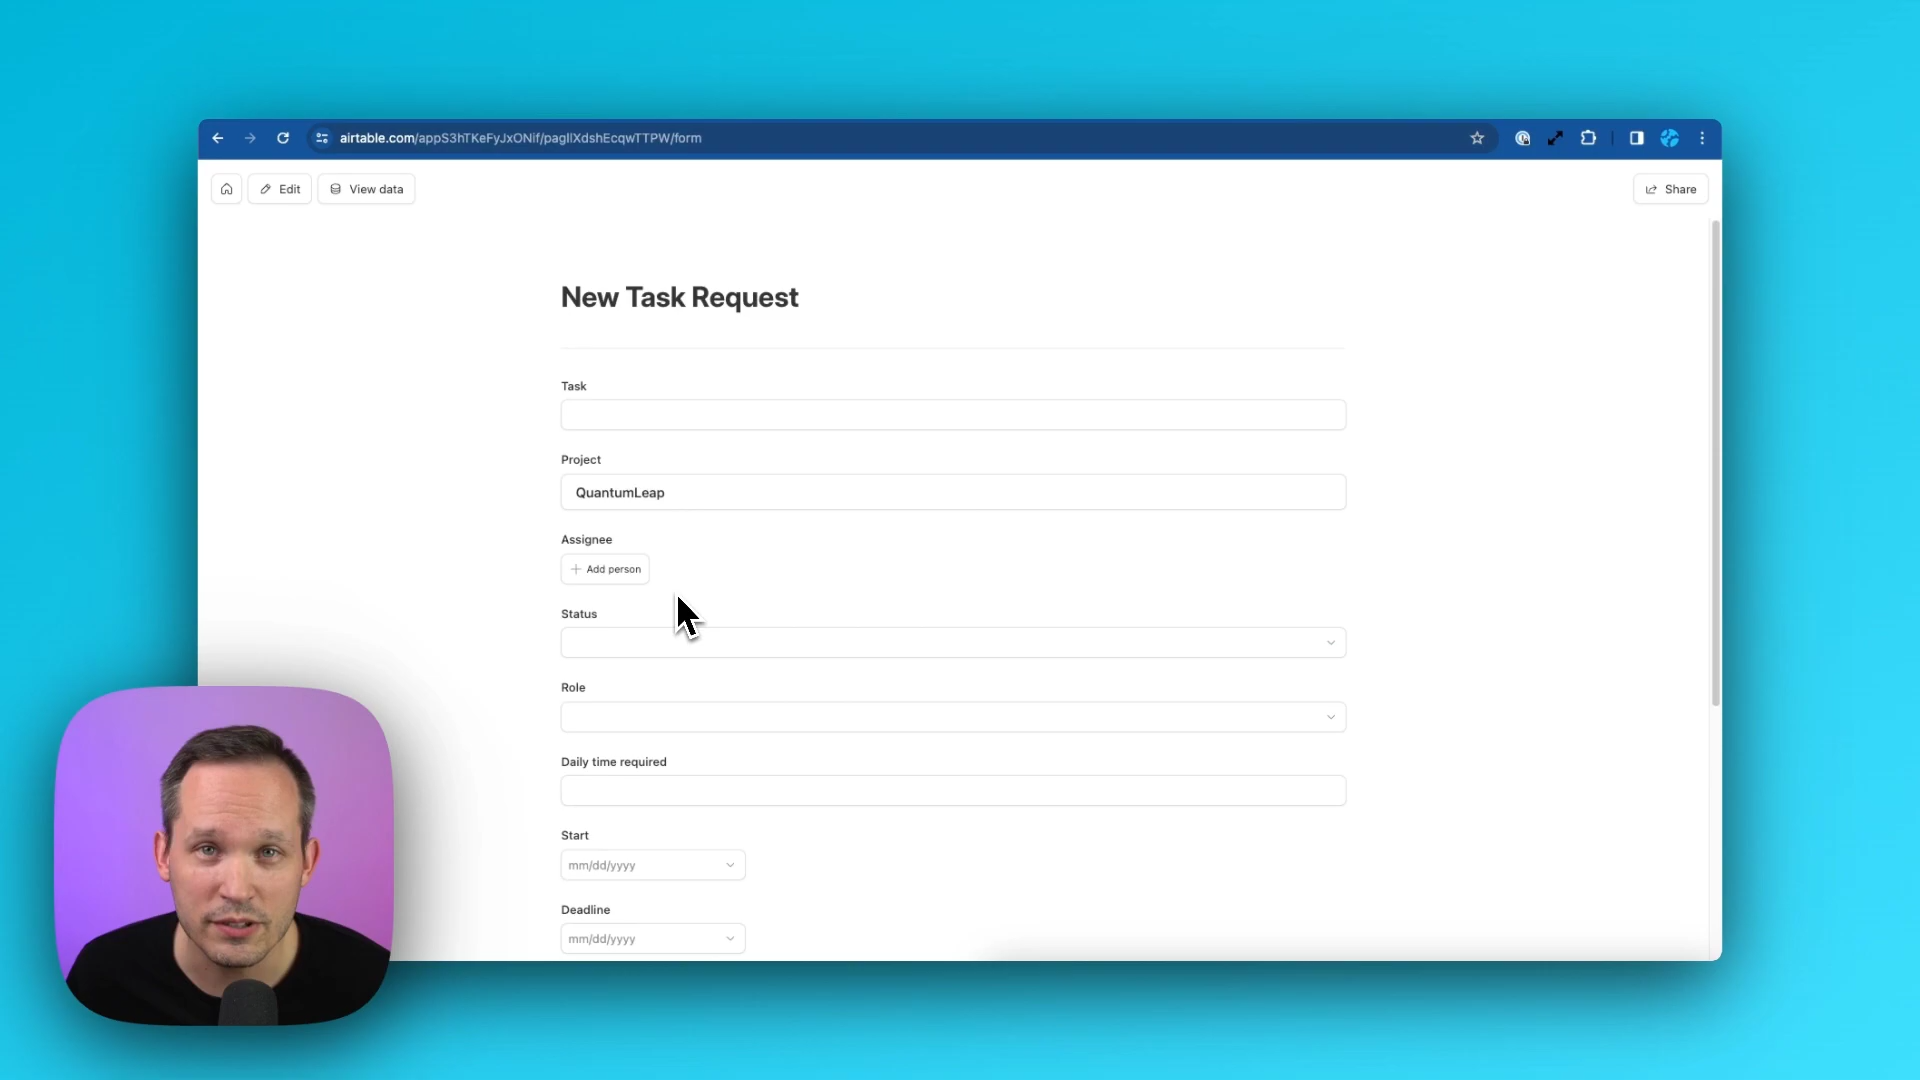 airtable.com/appS3hTKeFyJxONif/pagIlXdshEcqwTTPW/form
Edit
View data
Share
New Task Request
Task
Project
QuantumLeap
Assignee
Add person
Status
Role
Daily time required
Start
mm/dd/yyyy
Deadline
mm/dd/yyyy